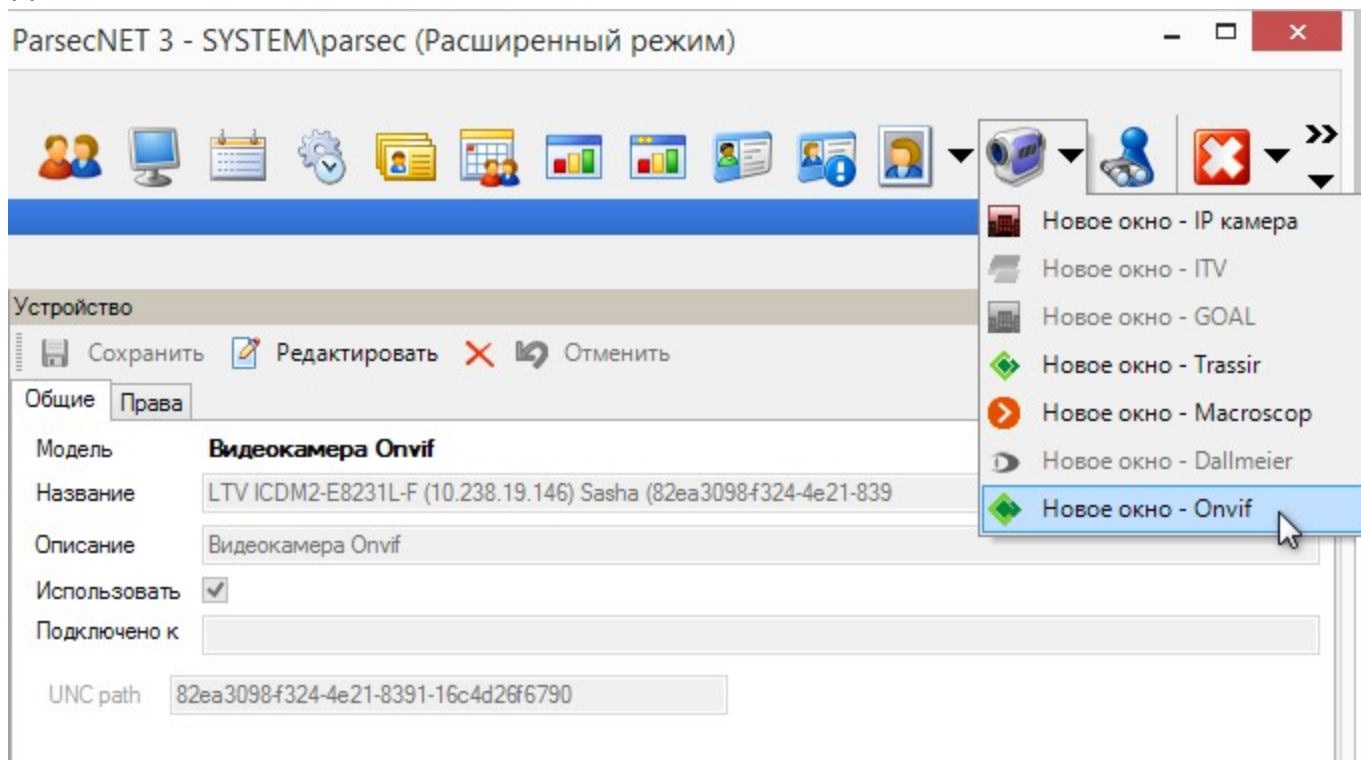 ParsecNET 3 - SYSTEM\parsec (Расширенный режим)
Новое окно - IP камера
Новое окно - ITV
Новое окно - GOAL
Новое окно - Trassir
Новое окно - Macroscop
Новое окно - Dallmeier
Новое окно - Onvif
Устройство
Сохранить Редактировать Отменить
Общие Права
Модель Видеокамера Onvif
Название LTV ICDM2-E8231L-F (10.238.19.146) Sasha (82ea3098-f324-4e21-839
Описание Видеокамера Onvif
Использовать
Подключено к
UNC path 82ea3098-f324-4e21-8391-16c4d26f6790